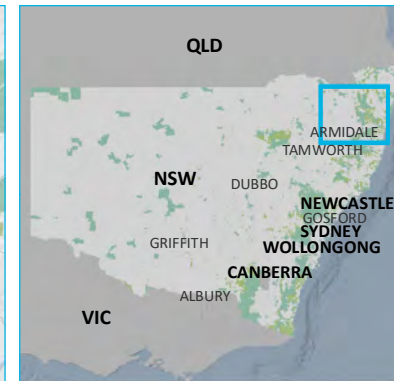 QLD
ARMIDALE
TAMWORTH
NSW
DUBBO
NEWCASTLE
GOSFORD
SYDNEY
GRIFFITH
WOLLONGONG
CANBERRA
ALBURY
VIC